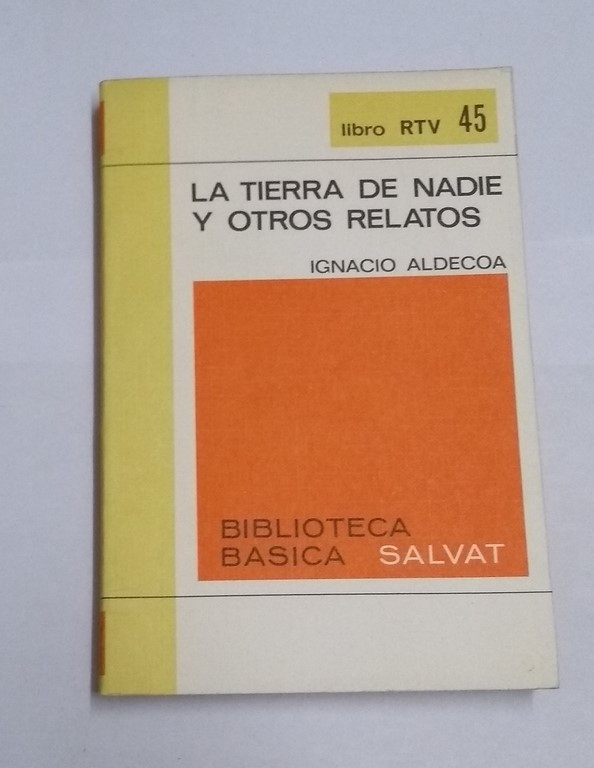 libro RTV 45
LA TIERRA DE NADIE
Y OTROS RELATOS
IGNACIO ALDECOA
BIBLIOTECA
BASICA SALVAT